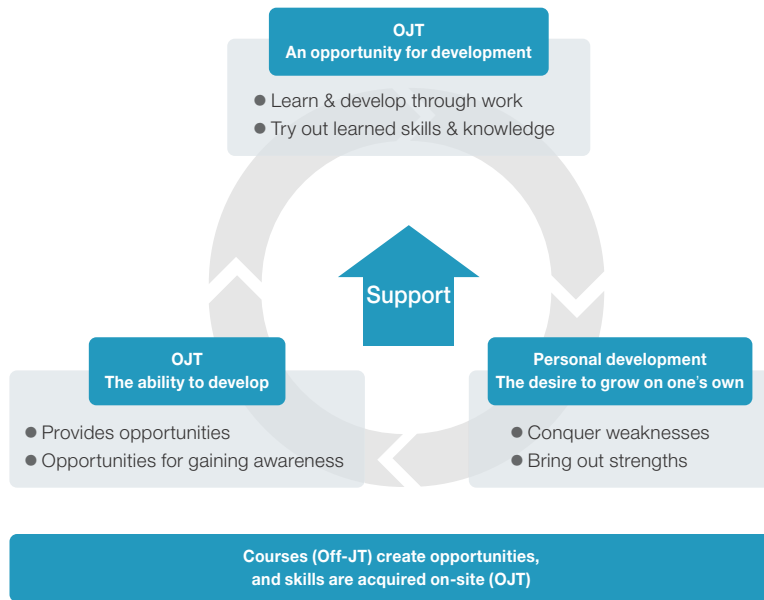 OJT
An opportunity for development
● Learn & develop through work
● Try out learned skills & knowledge
Support
OJT
The ability to develop
● Provides opportunities
● Opportunities for gaining awareness
Personal development
The desire to grow on one's own
● Conquer weaknesses
● Bring out strengths
Courses (Off-JT) create opportunities,
and skills are acquired on-site (OJT)